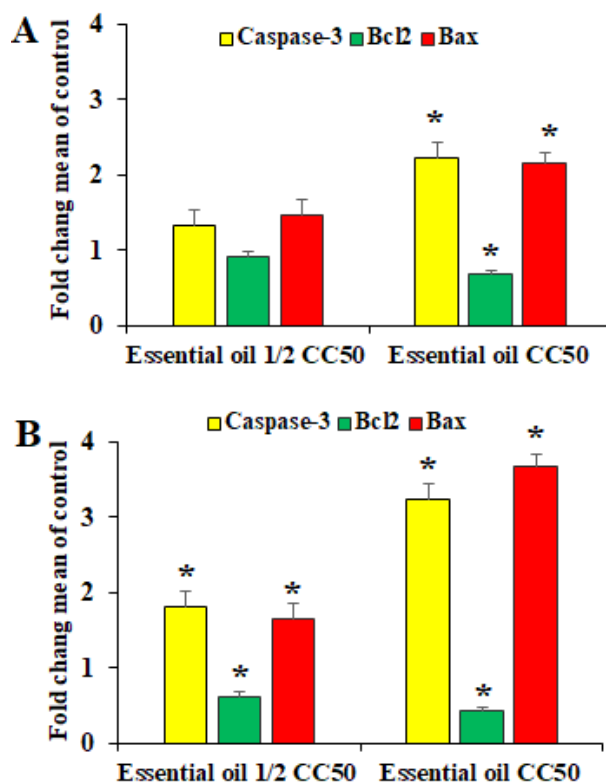 A
Caspase-3 Bcl2 Bax
Fold chang mean of control
4
3
2
1
0
* * *
Essential oil 1/2 CC50 Essential oil CC50
B
Caspase-3 Bcl2 Bax
Fold chang mean of control
4
3
2
1
0
* * * * * *
Essential oil 1/2 CC50 Essential oil CC50